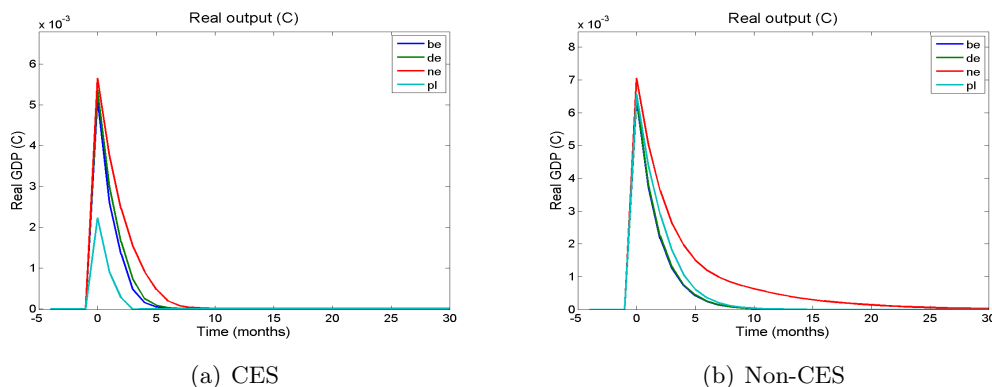 Real output (C)
x 10⁻³
Real GDP (C)
6
5
4
3
2
1
0
-5
0
5
10
15
20
25
30
Time (months)
be
de
ne
pl
(a) CES
Real output (C)
x 10⁻³
Real GDP (C)
8
7
6
5
4
3
2
1
0
-5
0
5
10
15
20
25
30
Time (months)
be
de
ne
pl
(b) Non-CES